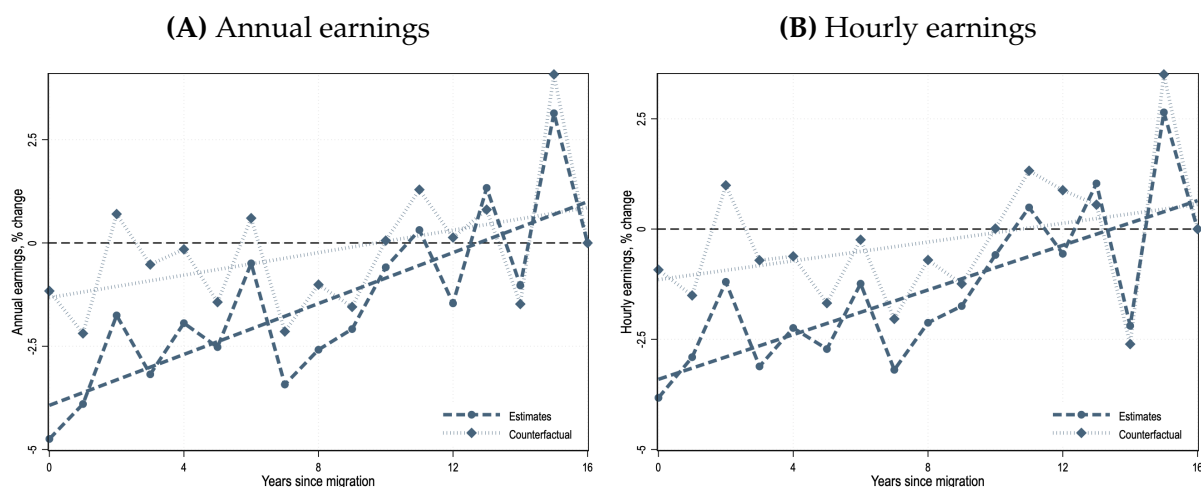 (A) Annual earnings
Annual earnings, % change
2.5
0
-2.5
-5
0 4 8 12 16
Years since migration
Estimates
Counterfactual
(B) Hourly earnings
Hourly earnings, % change
2.5
0
-2.5
-5
0 4 8 12 16
Years since migration
Estimates
Counterfactual